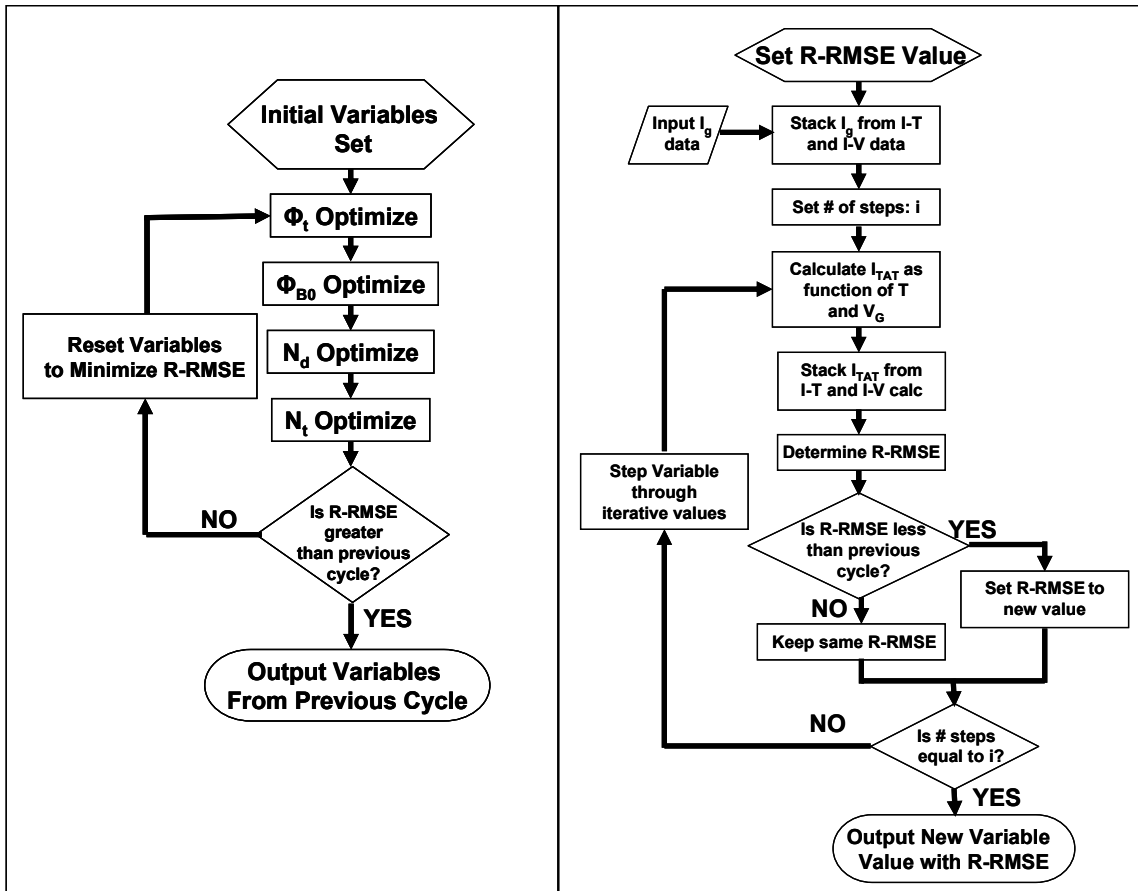 Initial Variables
Set
Φt Optimize
ΦB0 Optimize
Nd Optimize
Nt Optimize
Reset Variables
to Minimize R-RMSE
Is R-RMSE
greater
than previous
cycle?
NO
YES
Output Variables
From Previous Cycle
Set R-RMSE Value
Input Ig
data
Stack Ig from I-T
and I-V data
Set # of steps: i
Calculate ITAT as
function of T
and VG
Stack ITAT from
I-T and I-V calc
Determine R-RMSE
Step Variable
through
iterative values
Is R-RMSE less
than previous
cycle?
YES
Set R-RMSE to
new value
NO
Keep same R-RMSE
NO
Is # steps
equal to i?
YES
Output New Variable
Value with R-RMSE